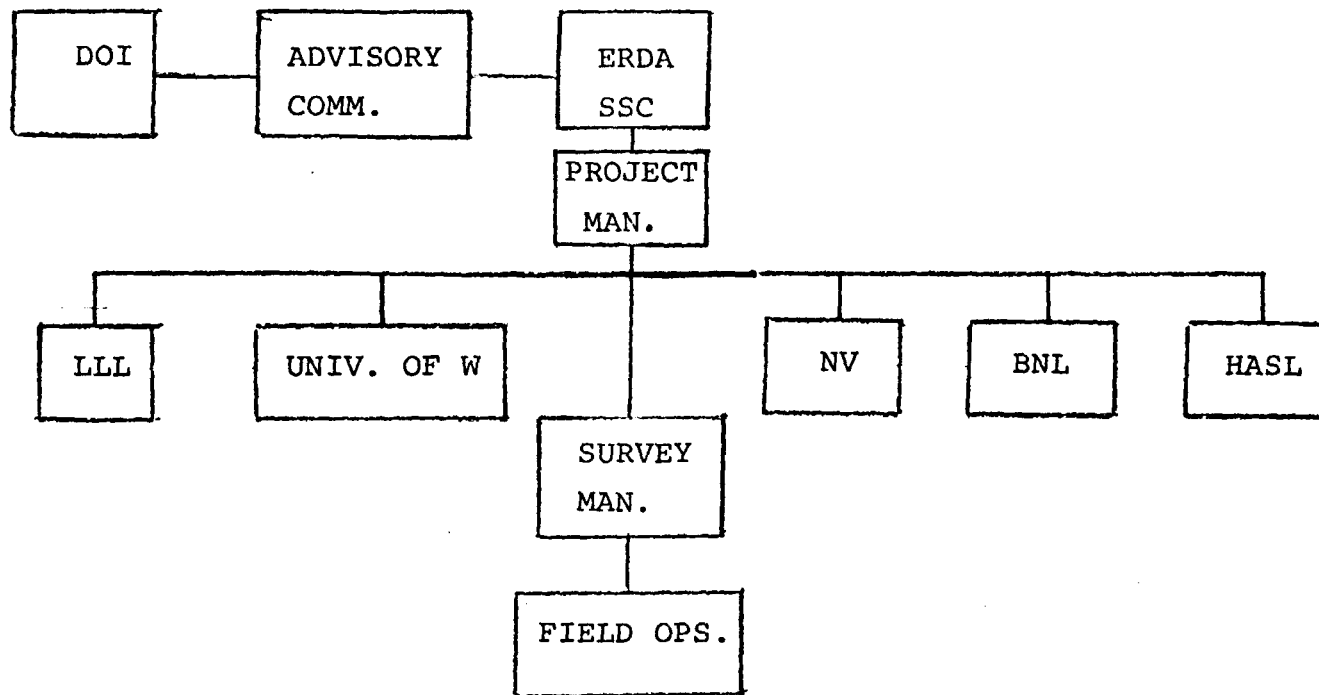 DOI
ADVISORY
COMM.
ERDA
SSC
PROJECT
MAN.
LLL
UNIV. OF W
NV
BNL
HASL
SURVEY
MAN.
FIELD OPS.